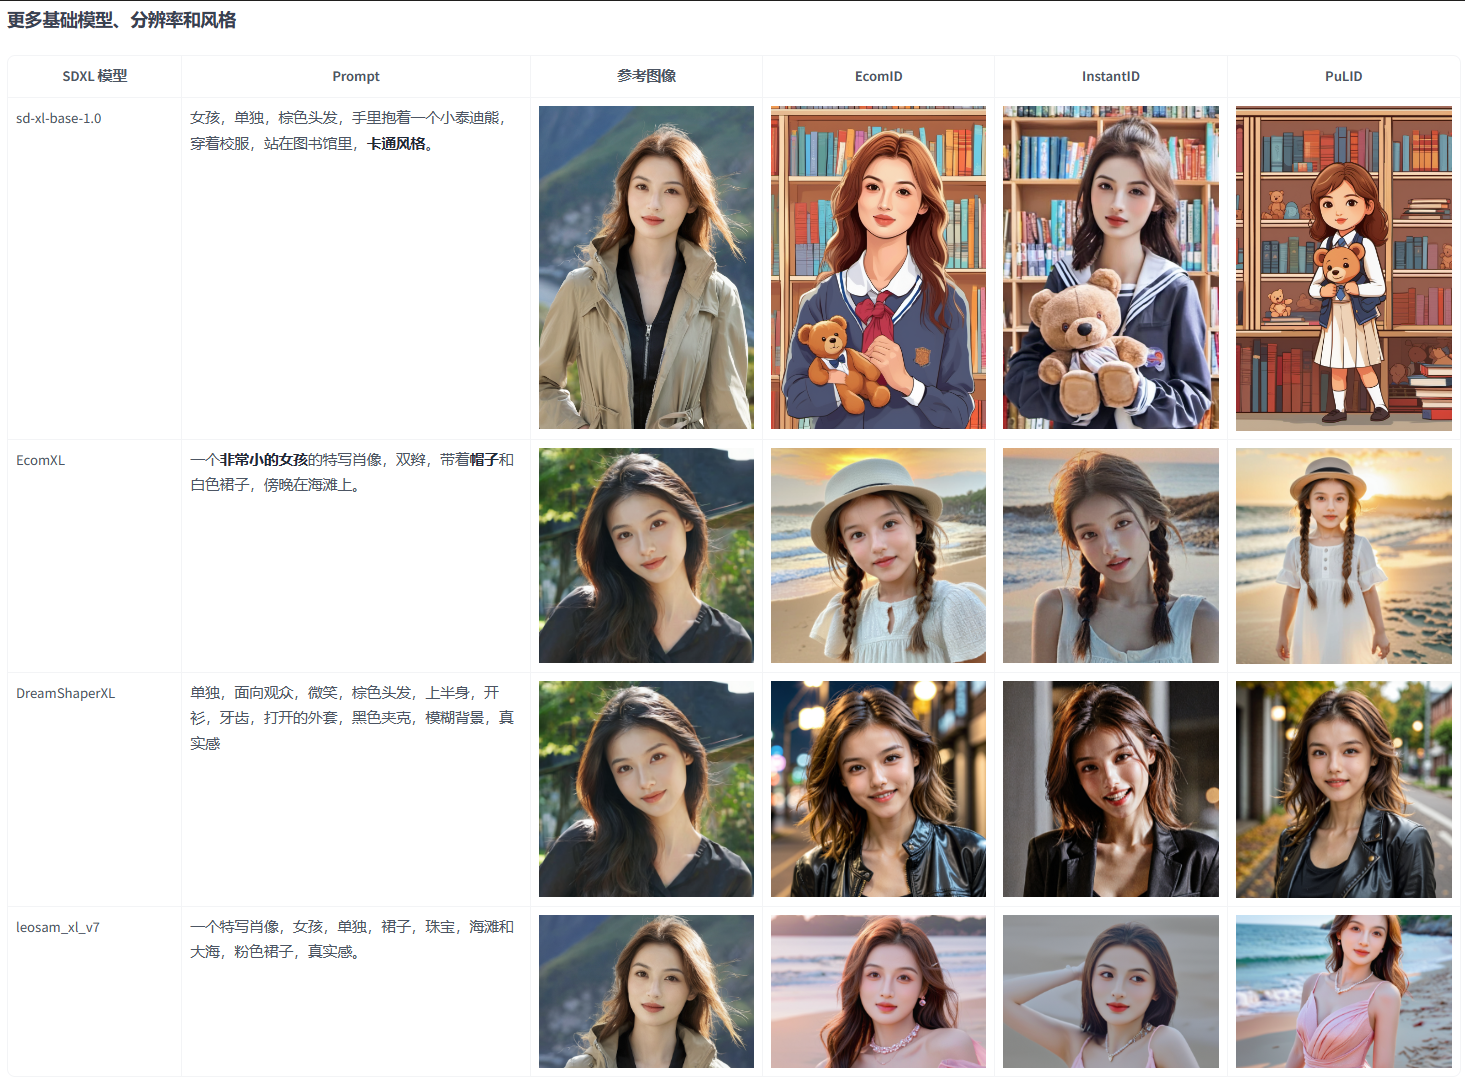 更多基础模型、分辨率和风格
SDXL 模型
Prompt
参考图像
EcomID
InstantID
PuLID
sd-xl-base-1.0
女孩，单独，棕色头发，手里抱着一个小泰迪熊，
穿着校服，站在图书馆里，卡通风格。
EcomXL
一个非常小的女孩的特写肖像，双辫，带着帽子和
白色裙子，傍晚在海滩上。
DreamShaperXL
单独，面向观众，微笑，棕色头发，上半身，开
衫，牙齿，打开的外套，黑色夹克，模糊背景，真
实感
leosam_xl_v7
一个特写肖像，女孩，单独，裙子，珠宝，海滩和
大海，粉色裙子，真实感。